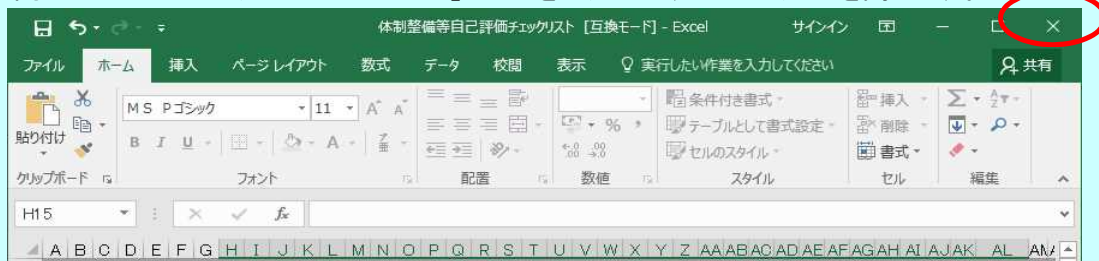 体制整備等自己評価チェックリスト [互換モード] - Excel サインイン
ファイル ホーム 挿入 ページ レイアウト 数式 データ 校閲 表示 実行したい作業を入力してください 共有
貼り付け
ＭＳ Ｐゴシック 11 A A
B I U A 亜
% ,
条件付き書式
テーブルとして書式設定
セルのスタイル
挿入
削除
書式
クリップボード フォント 配置 数値 スタイル セル 編集
H15 fx
A B C D E F G H I J K L M N O P Q R S T U V W X Y Z AA AB AC AD AE AF AG AH AI AJ AK AL